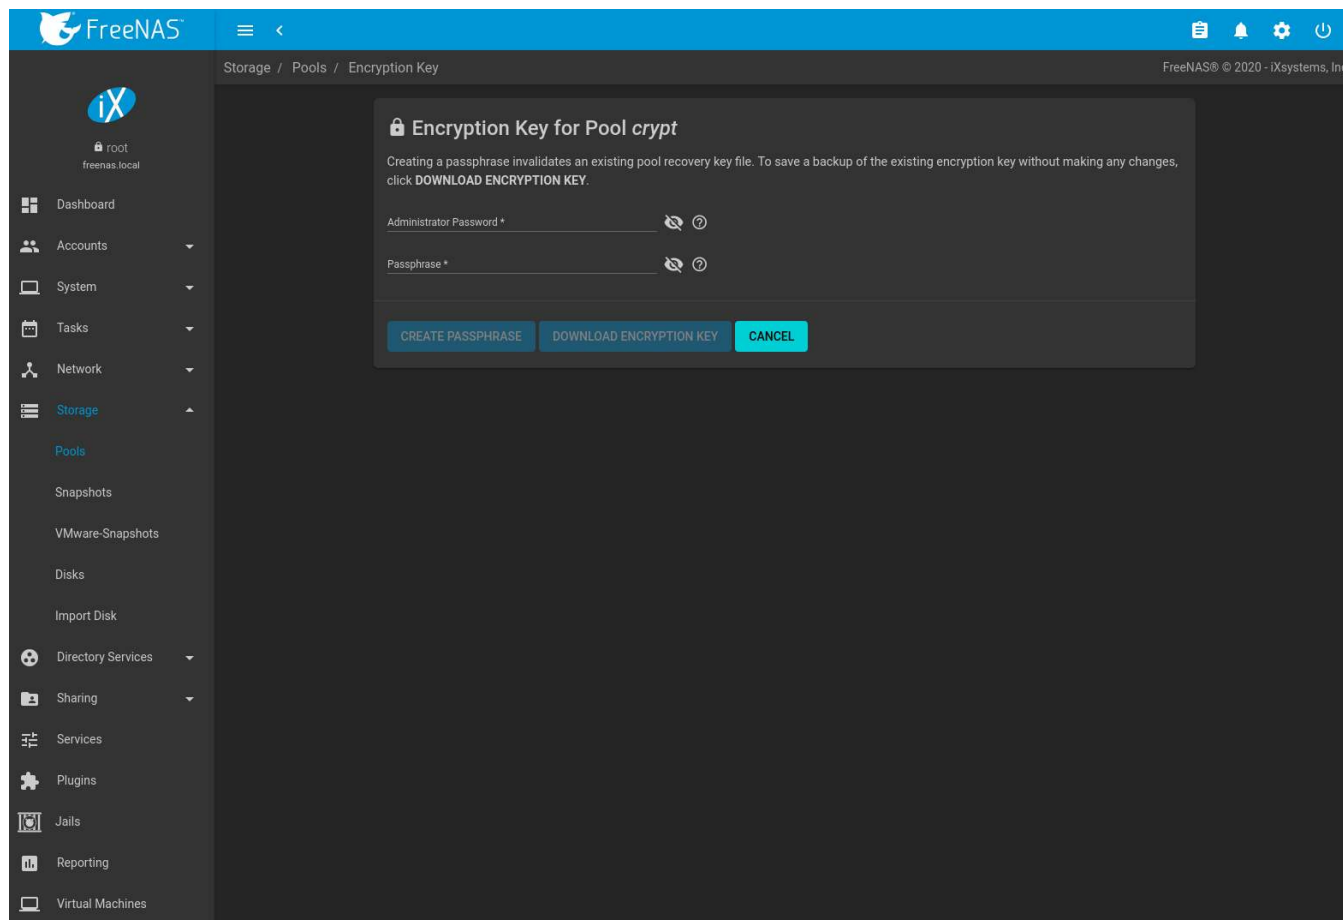 FreeNAS™
Storage / Pools / Encryption Key
FreeNAS® © 2020 - iXsystems, Inc
iX
root
freenas.local
Dashboard
Accounts
System
Tasks
Network
Storage
Pools
Snapshots
VMware-Snapshots
Disks
Import Disk
Directory Services
Sharing
Services
Plugins
Jails
Reporting
Virtual Machines
Encryption Key for Pool crypt
Creating a passphrase invalidates an existing pool recovery key file. To save a backup of the existing encryption key without making any changes,
click DOWNLOAD ENCRYPTION KEY.
Administrator Password *
Passphrase *
CREATE PASSPHRASE DOWNLOAD ENCRYPTION KEY CANCEL